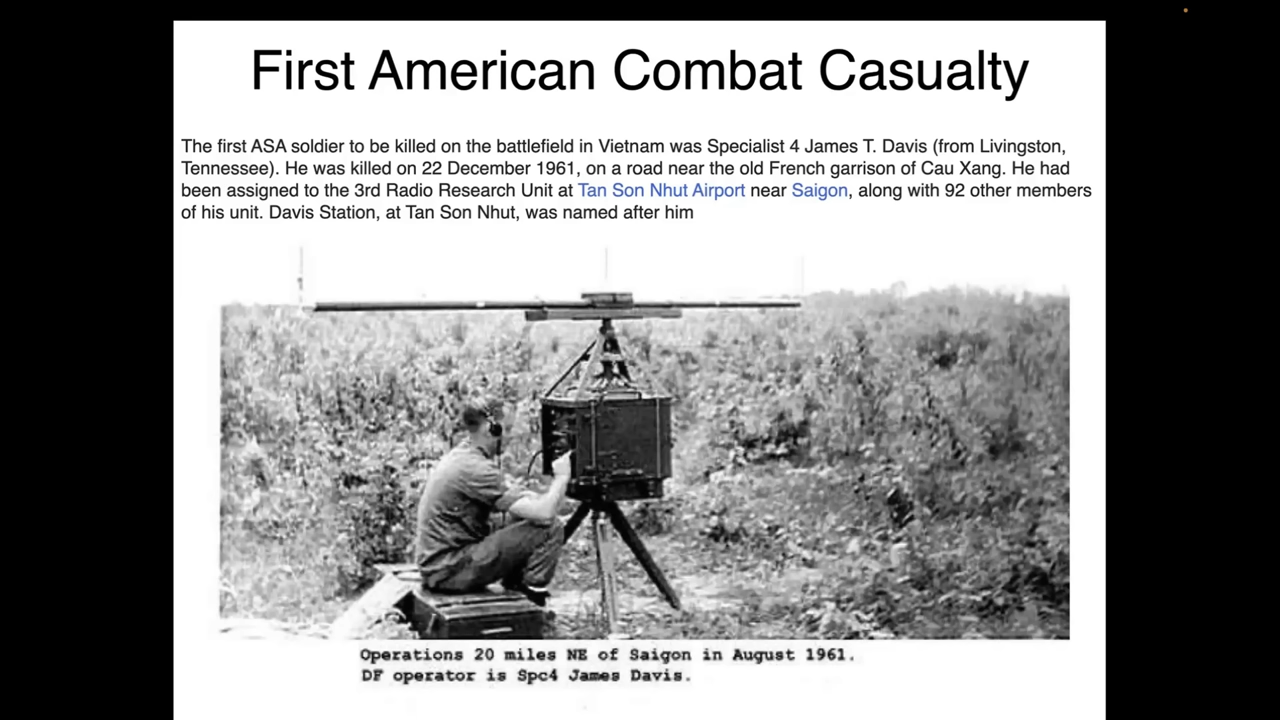 First American Combat Casualty
The first ASA soldier to be killed on the battlefield in Vietnam was Specialist 4 James T. Davis (from Livingston,
Tennessee). He was killed on 22 December 1961, on a road near the old French garrison of Cau Xang. He had
been assigned to the 3rd Radio Research Unit at Tan Son Nhut Airport near Saigon, along with 92 other members
of his unit. Davis Station, at Tan Son Nhut, was named after him
Operations 20 miles NE of Saigon in August 1961.
DF operator is Spc4 James Davis.